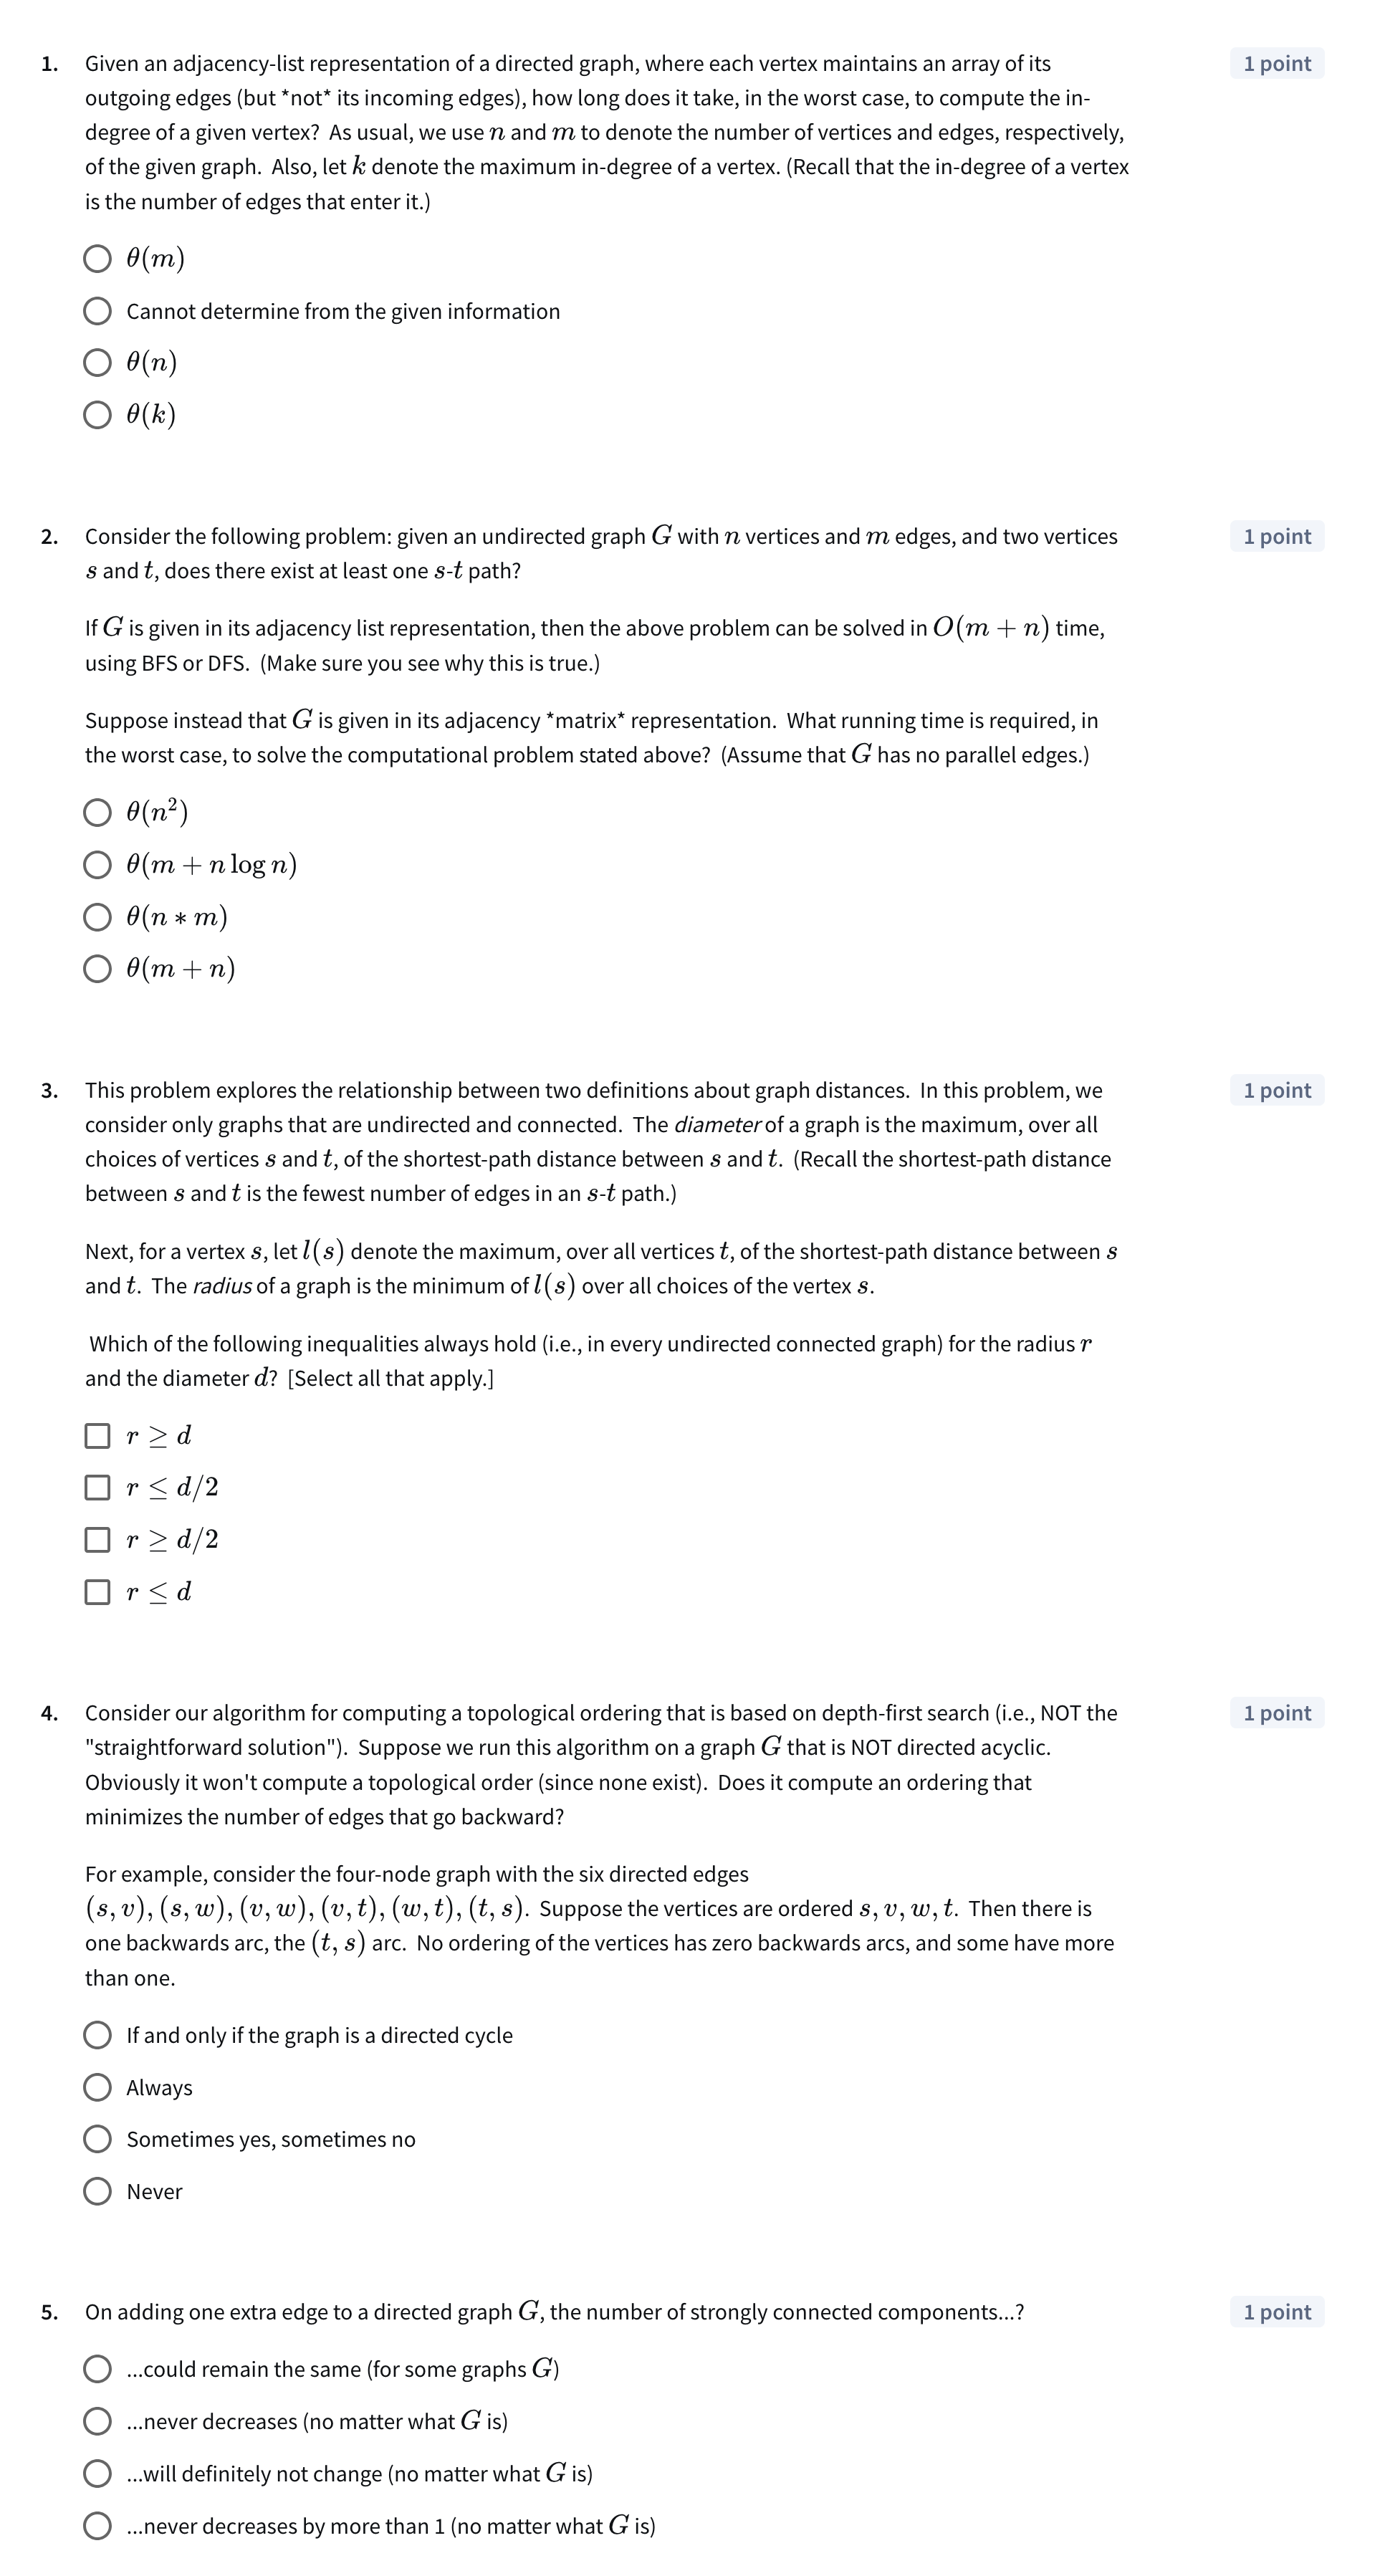 1. Given an adjacency-list representation of a directed graph, where each vertex maintains an array of its 1 point
outgoing edges (but *not* its incoming edges), how long does it take, in the worst case, to compute the in-
degree of a given vertex? As usual, we use n and m to denote the number of vertices and edges, respectively,
of the given graph. Also, let k denote the maximum in-degree of a vertex. (Recall that the in-degree of a vertex
is the number of edges that enter it.)
θ(m)
Cannot determine from the given information
θ(n)
θ(k)
2. Consider the following problem: given an undirected graph G with n vertices and m edges, and two vertices 1 point
s and t, does there exist at least one s-t path?
If G is given in its adjacency list representation, then the above problem can be solved in O(m + n) time,
using BFS or DFS. (Make sure you see why this is true.)
Suppose instead that G is given in its adjacency *matrix* representation. What running time is required, in
the worst case, to solve the computational problem stated above? (Assume that G has no parallel edges.)
θ(n²)
θ(m + n log n)
θ(n * m)
θ(m + n)
3. This problem explores the relationship between two definitions about graph distances. In this problem, we 1 point
consider only graphs that are undirected and connected. The diameter of a graph is the maximum, over all
choices of vertices s and t, of the shortest-path distance between s and t. (Recall the shortest-path distance
between s and t is the fewest number of edges in an s-t path.)
Next, for a vertex s, let l(s) denote the maximum, over all vertices t, of the shortest-path distance between s
and t. The radius of a graph is the minimum of l(s) over all choices of the vertex s.
Which of the following inequalities always hold (i.e., in every undirected connected graph) for the radius r
and the diameter d? [Select all that apply.]
r ≥ d
r ≤ d/2
r ≥ d/2
r ≤ d
4. Consider our algorithm for computing a topological ordering that is based on depth-first search (i.e., NOT the 1 point
"straightforward solution"). Suppose we run this algorithm on a graph G that is NOT directed acyclic.
Obviously it won't compute a topological order (since none exist). Does it compute an ordering that
minimizes the number of edges that go backward?
For example, consider the four-node graph with the six directed edges
(s, v), (s, w), (v, w), (v, t), (w, t), (t, s). Suppose the vertices are ordered s, v, w, t. Then there is
one backwards arc, the (t, s) arc. No ordering of the vertices has zero backwards arcs, and some have more
than one.
If and only if the graph is a directed cycle
Always
Sometimes yes, sometimes no
Never
5. On adding one extra edge to a directed graph G, the number of strongly connected components...? 1 point
...could remain the same (for some graphs G)
...never decreases (no matter what G is)
...will definitely not change (no matter what G is)
...never decreases by more than 1 (no matter what G is)